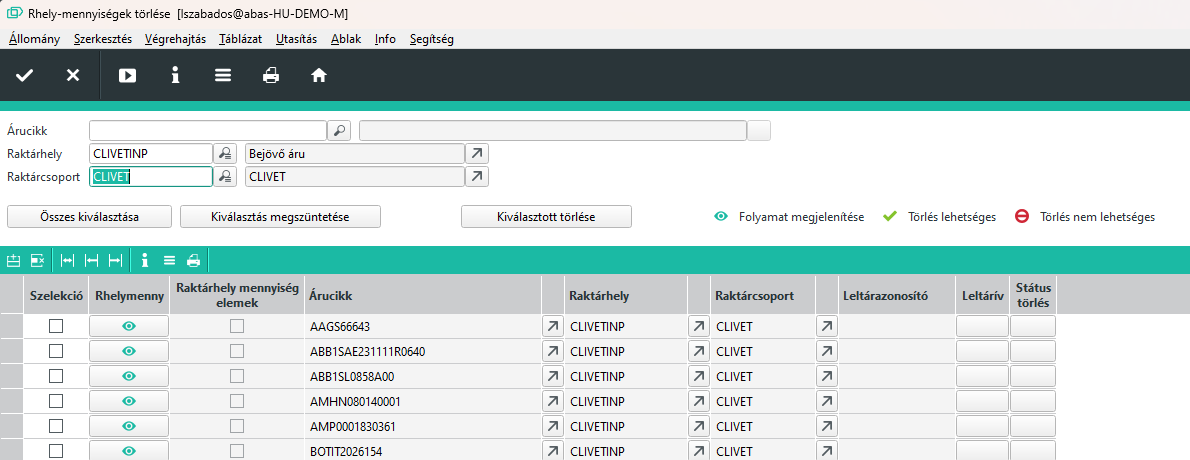 Rhely-mennyiségek törlése [lszabados@abas-HU-DEMO-M]
Állomány Szerkesztés Végrehajtás Táblázat Utasítás Ablak Info Segítség
Árucikk
Raktárhely CLIVETINP Bejövő áru
Raktárcsoport CLIVET CLIVET
Összes kiválasztása Kiválasztás megszüntetése Kiválasztott törlése Folyamat megjelenítése Törlés lehetséges Törlés nem lehetséges
Szelekció Rhelymenny Raktárhely mennyiség elemek Árucikk Raktárhely Raktárcsoport Leltárazonosító Leltárív Státus törlés
AAGS66643 CLIVETINP CLIVET
ABB1SAE231111R0640 CLIVETINP CLIVET
ABB1SL0858A00 CLIVETINP CLIVET
AMHN080140001 CLIVETINP CLIVET
AMP0001830361 CLIVETINP CLIVET
BOTIT2026154 CLIVETINP CLIVET